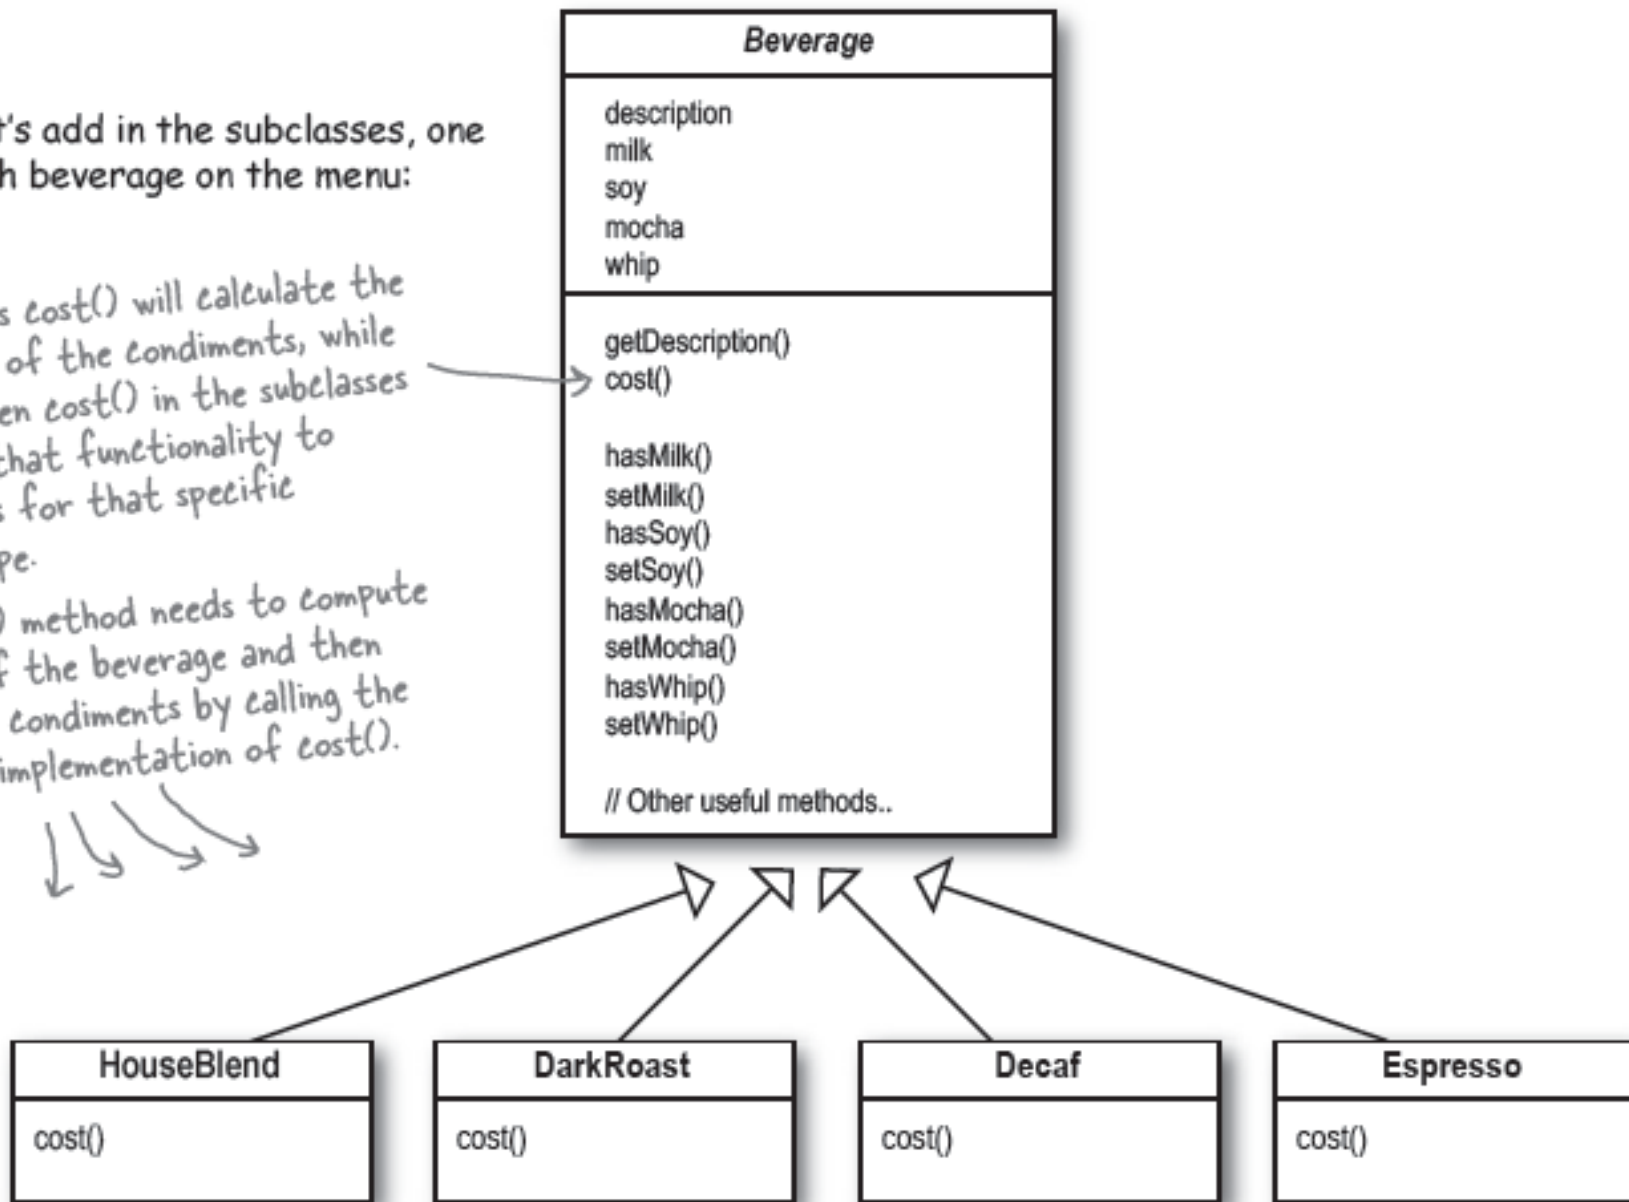 Beverage
description
milk
soy
mocha
whip
getDescription()
cost()
hasMilk()
setMilk()
hasSoy()
setSoy()
hasMocha()
setMocha()
hasWhip()
setWhip()
// Other useful methods..
t's add in the subclasses, one
h beverage on the menu:
s cost() will calculate the
of the condiments, while
en cost() in the subclasses
that functionality to
s for that specific
pe.
) method needs to compute
f the beverage and then
condiments by calling the
implementation of cost().
HouseBlend
cost()
DarkRoast
cost()
Decaf
cost()
Espresso
cost()